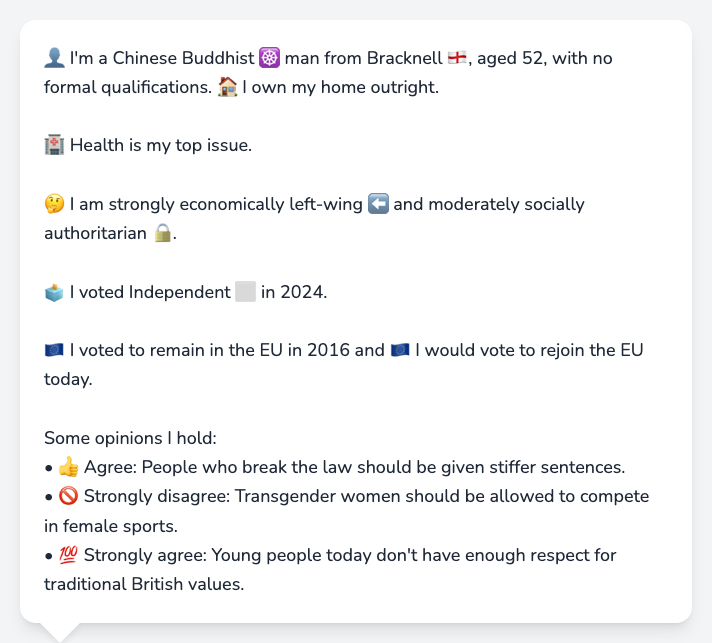 👤 I'm a Chinese Buddhist ☸️ man from Bracknell 🏴󠁧󠁢󠁥󠁮󠁧󠁿, aged 52, with no
formal qualifications. 🏠 I own my home outright.
🏥 Health is my top issue.
🤔 I am strongly economically left-wing ⬅️ and moderately socially
authoritarian 🔒.
🗳️ I voted Independent ⬜ in 2024.
🇪🇺 I voted to remain in the EU in 2016 and 🇪🇺 I would vote to rejoin the EU
today.
Some opinions I hold:
• 👍 Agree: People who break the law should be given stiffer sentences.
• 🚫 Strongly disagree: Transgender women should be allowed to compete
in female sports.
• 💯 Strongly agree: Young people today don't have enough respect for
traditional British values.